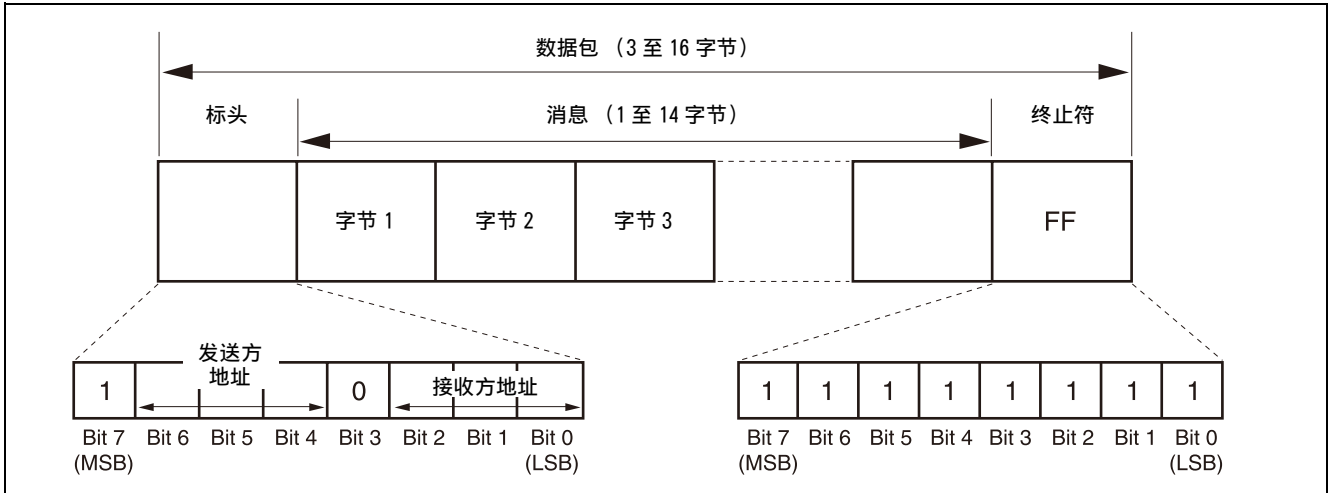 数据包 （3 至 16 字节）
标头 消息 （1 至 14 字节） 终止符
字节 1 字节 2 字节 3 FF
发送方
地址
1 0 接收方地址
Bit 7 Bit 6 Bit 5 Bit 4 Bit 3 Bit 2 Bit 1 Bit 0
(MSB) (LSB)
1 1 1 1 1 1 1 1
Bit 7 Bit 6 Bit 5 Bit 4 Bit 3 Bit 2 Bit 1 Bit 0
(MSB) (LSB)